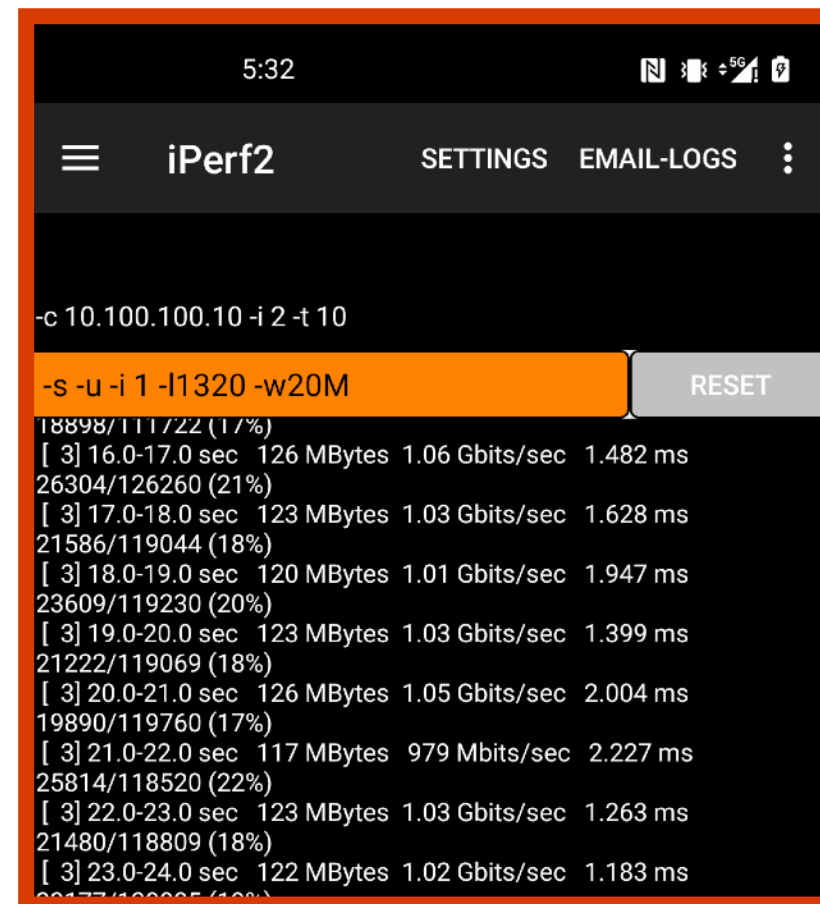 5:32
5G
iPerf2 SETTINGS EMAIL-LOGS
-c 10.100.100.10 -i 2 -t 10
-s -u -i 1 -l1320 -w20M RESET
18898/111722 (17%)
[ 3] 16.0-17.0 sec 126 MBytes 1.06 Gbits/sec 1.482 ms
26304/126260 (21%)
[ 3] 17.0-18.0 sec 123 MBytes 1.03 Gbits/sec 1.628 ms
21586/119044 (18%)
[ 3] 18.0-19.0 sec 120 MBytes 1.01 Gbits/sec 1.947 ms
23609/119230 (20%)
[ 3] 19.0-20.0 sec 123 MBytes 1.03 Gbits/sec 1.399 ms
21222/119069 (18%)
[ 3] 20.0-21.0 sec 126 MBytes 1.05 Gbits/sec 2.004 ms
19890/119760 (17%)
[ 3] 21.0-22.0 sec 117 MBytes 979 Mbits/sec 2.227 ms
25814/118520 (22%)
[ 3] 22.0-23.0 sec 123 MBytes 1.03 Gbits/sec 1.263 ms
21480/118809 (18%)
[ 3] 23.0-24.0 sec 122 MBytes 1.02 Gbits/sec 1.183 ms